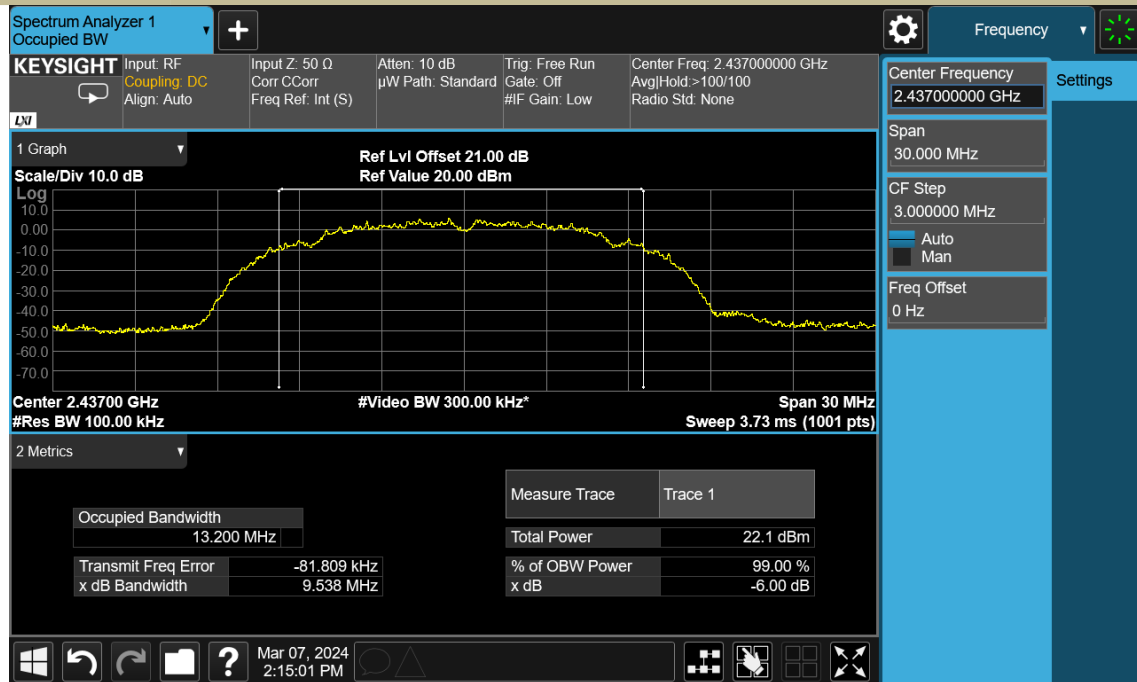 Spectrum Analyzer 1
Occupied BW
+
Frequency
KEYSIGHT
LXI
Input: RF
Coupling: DC
Align: Auto
Input Z: 50 Ω
Corr CCorr
Freq Ref: Int (S)
Atten: 10 dB
µW Path: Standard
Trig: Free Run
Gate: Off
#IF Gain: Low
Center Freq: 2.437000000 GHz
Avg|Hold:>100/100
Radio Std: None
Center Frequency
2.437000000 GHz
Settings
Span
30.000 MHz
CF Step
3.000000 MHz
Auto
Man
Freq Offset
0 Hz
1 Graph
Scale/Div 10.0 dB
Ref Lvl Offset 21.00 dB
Ref Value 20.00 dBm
Log
10.0
0.00
-10.0
-20.0
-30.0
-40.0
-50.0
-60.0
-70.0
Center 2.43700 GHz
#Video BW 300.00 kHz*
Span 30 MHz
#Res BW 100.00 kHz
Sweep 3.73 ms (1001 pts)
2 Metrics
Measure Trace Trace 1
Occupied Bandwidth
13.200 MHz
Total Power 22.1 dBm
Transmit Freq Error -81.809 kHz
% of OBW Power 99.00 %
x dB Bandwidth 9.538 MHz
x dB -6.00 dB
?
Mar 07, 2024
2:15:01 PM